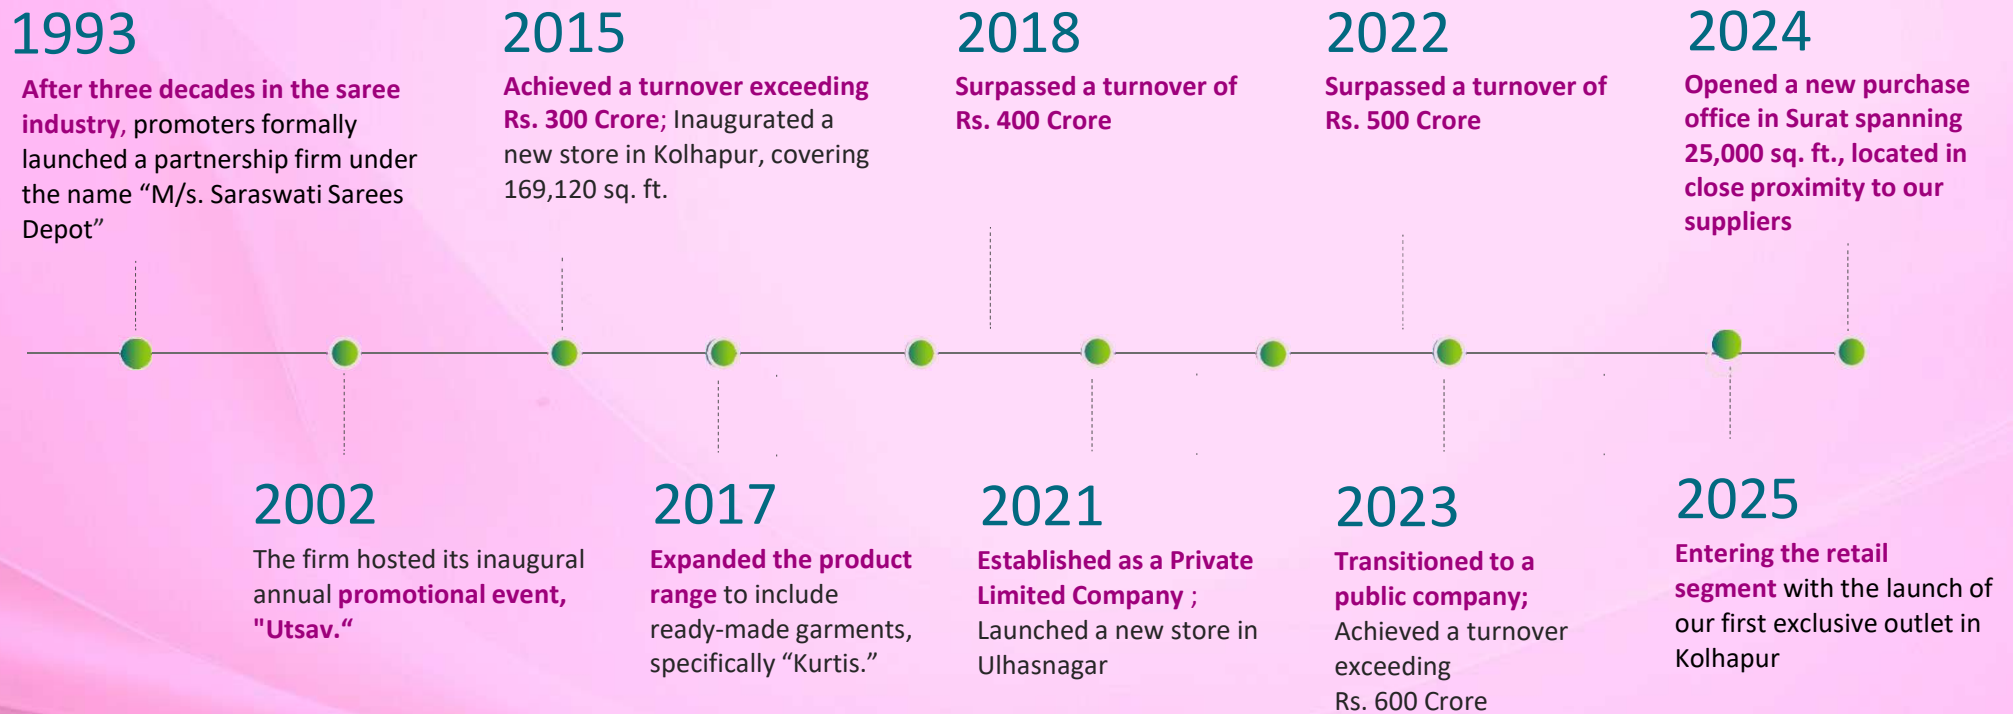 1993
After three decades in the saree
industry, promoters formally
launched a partnership firm under
the name “M/s. Saraswati Sarees
Depot”
2015
Achieved a turnover exceeding
Rs. 300 Crore; Inaugurated a
new store in Kolhapur, covering
169,120 sq. ft.
2018
Surpassed a turnover of
Rs. 400 Crore
2022
Surpassed a turnover of
Rs. 500 Crore
2024
Opened a new purchase
office in Surat spanning
25,000 sq. ft., located in
close proximity to our
suppliers
2002
The firm hosted its inaugural
annual promotional event,
"Utsav.“
2017
Expanded the product
range to include
ready-made garments,
specifically “Kurtis.”
2021
Established as a Private
Limited Company ;
Launched a new store in
Ulhasnagar
2023
Transitioned to a
public company;
Achieved a turnover
exceeding
Rs. 600 Crore
2025
Entering the retail
segment with the launch of
our first exclusive outlet in
Kolhapur